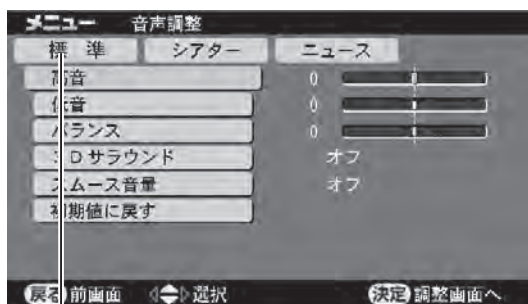 メニュー 音声調整
標 準 シアター ニュース
高音 0
低音 0
バランス 0
3Dサラウンド オフ
スムース音量 オフ
初期値に戻す
戻る 前画面 選択 決定 調整画面へ